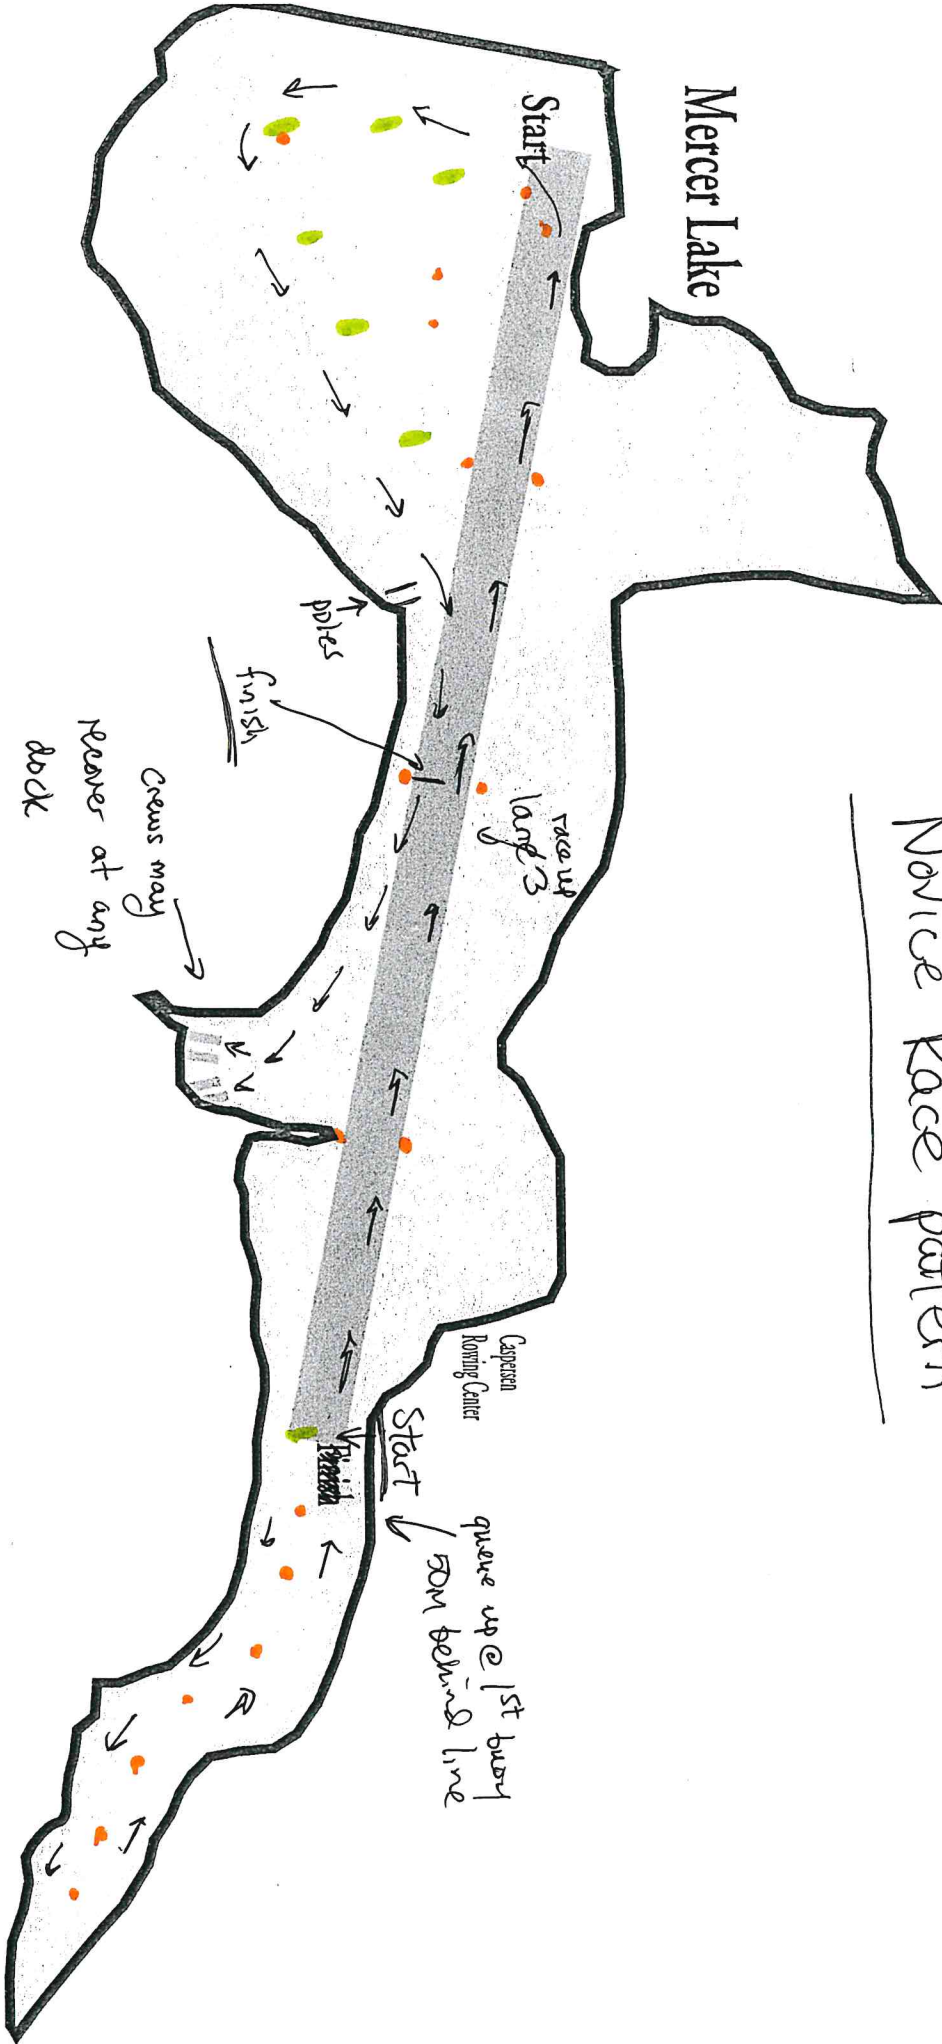 Novice Race pattern
Mercer Lake
Start
poles
finish
race up
lane 3
crews may
recover at any
dock
Caspersen
Rowing Center
Start
queue up @ 1st buoy
50m behind line